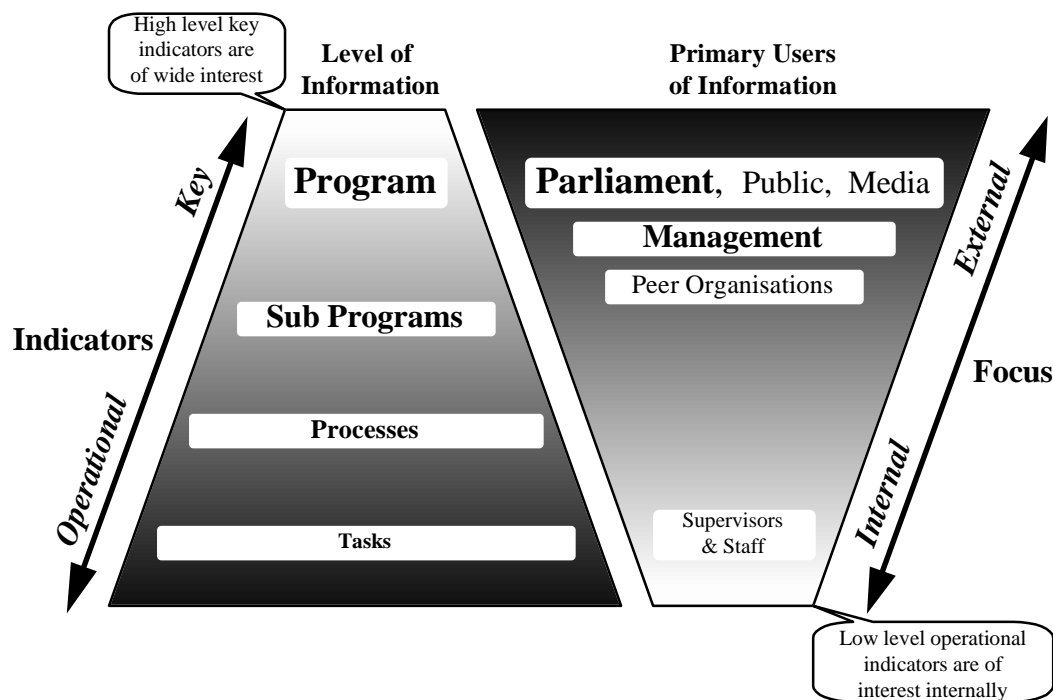 High level key
indicators are
of wide interest
Level of
Information
Primary Users
of Information
Key
Program
Parliament, Public, Media
External
Management
Peer Organisations
Sub Programs
Indicators
Focus
Processes
Operational
Internal
Tasks
Supervisors
& Staff
Low level operational
indicators are of
interest internally